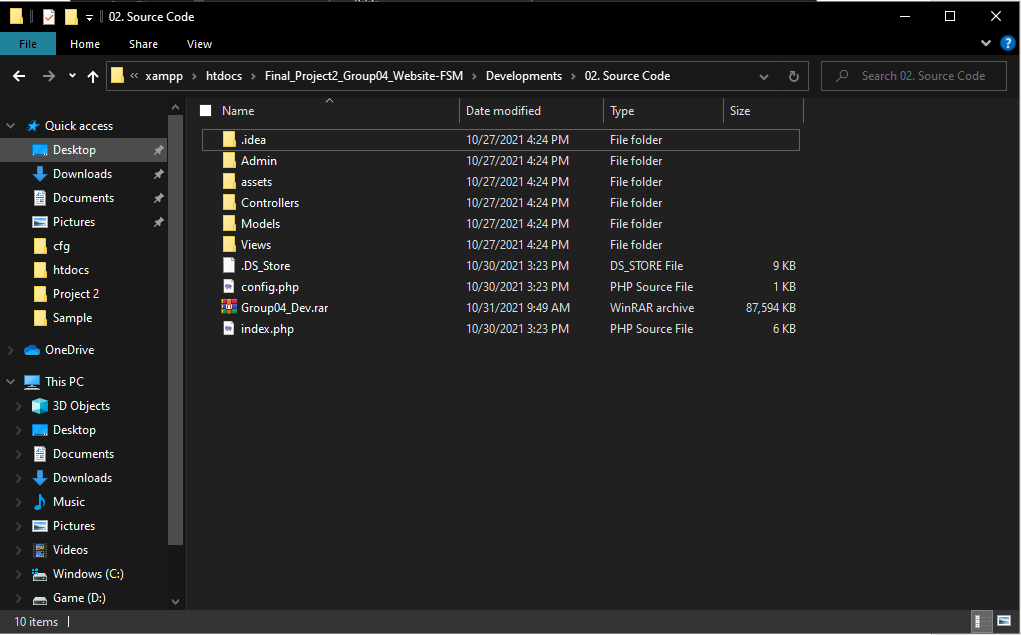 02. Source Code
File Home Share View
« xampp › htdocs › Final_Project2_Group04_Website-FSM › Developments › 02. Source Code
Search 02. Source Code
Name Date modified Type Size
Quick access
Desktop
Downloads
Documents
Pictures
cfg
htdocs
Project 2
Sample
OneDrive
This PC
3D Objects
Desktop
Documents
Downloads
Music
Pictures
Videos
Windows (C:)
Game (D:)
.idea 10/27/2021 4:24 PM File folder
Admin 10/27/2021 4:24 PM File folder
assets 10/27/2021 4:24 PM File folder
Controllers 10/27/2021 4:24 PM File folder
Models 10/27/2021 4:24 PM File folder
Views 10/27/2021 4:24 PM File folder
.DS_Store 10/30/2021 3:23 PM DS_STORE File 9 KB
config.php 10/30/2021 3:23 PM PHP Source File 1 KB
Group04_Dev.rar 10/31/2021 9:49 AM WinRAR archive 87,594 KB
index.php 10/30/2021 3:23 PM PHP Source File 6 KB
10 items